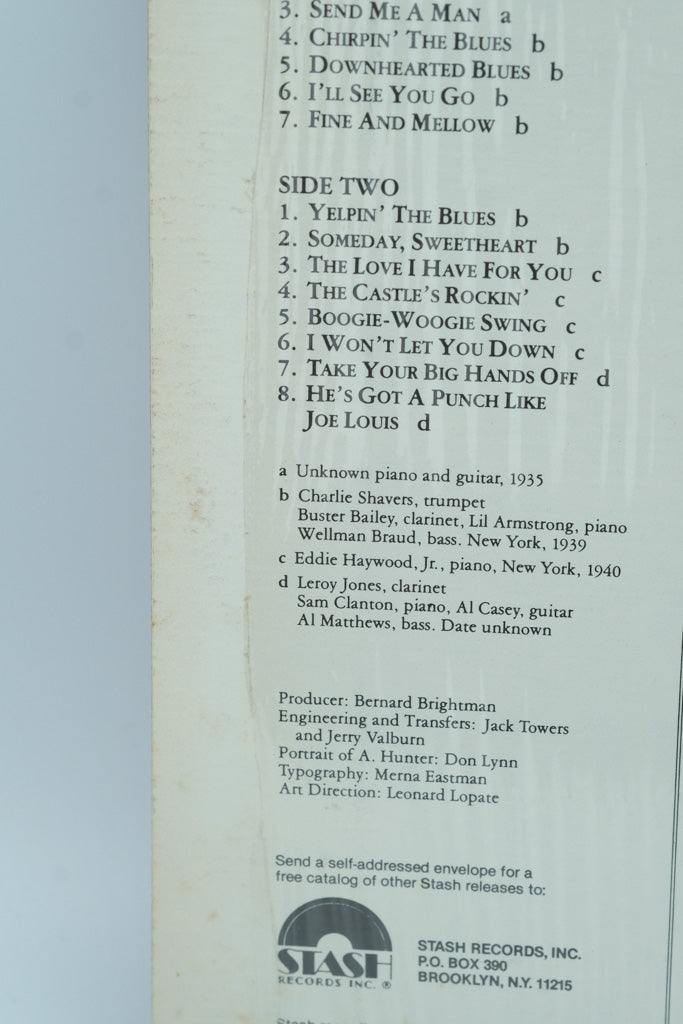 3. SEND ME A MAN a
4. CHIRPIN' THE BLUES b
5. DOWNHEARTED BLUES b
6. I'LL SEE YOU GO b
7. FINE AND MELLOW b
SIDE TWO
1. YELPIN' THE BLUES b
2. SOMEDAY, SWEETHEART b
3. THE LOVE I HAVE FOR YOU c
4. THE CASTLE'S ROCKIN' c
5. BOOGIE-WOOGIE SWING c
6. I WON'T LET YOU DOWN c
7. TAKE YOUR BIG HANDS OFF d
8. HE'S GOT A PUNCH LIKE
JOE LOUIS d
a Unknown piano and guitar, 1935
b Charlie Shavers, trumpet
Buster Bailey, clarinet, Lil Armstrong, piano
Wellman Braud, bass. New York, 1939
c Eddie Haywood, Jr., piano, New York, 1940
d Leroy Jones, clarinet
Sam Clanton, piano, Al Casey, guitar
Al Matthews, bass. Date unknown
Producer: Bernard Brightman
Engineering and Transfers: Jack Towers
and Jerry Valburn
Portrait of A. Hunter: Don Lynn
Typography: Merna Eastman
Art Direction: Leonard Lopate
Send a self-addressed envelope for a
free catalog of other Stash releases to:
STASH
RECORDS INC. ®
STASH RECORDS, INC.
P.O. BOX 390
BROOKLYN, N.Y. 11215